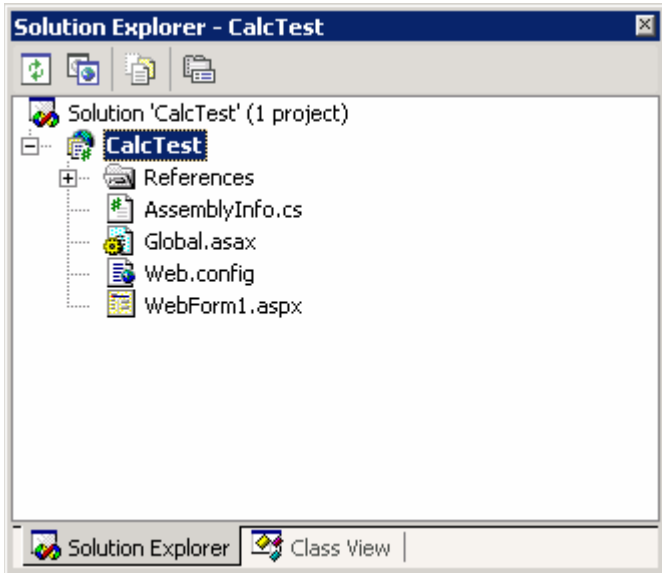 Solution Explorer - CalcTest
Solution 'CalcTest' (1 project)
CalcTest
References
AssemblyInfo.cs
Global.asax
Web.config
WebForm1.aspx
Solution Explorer
Class View